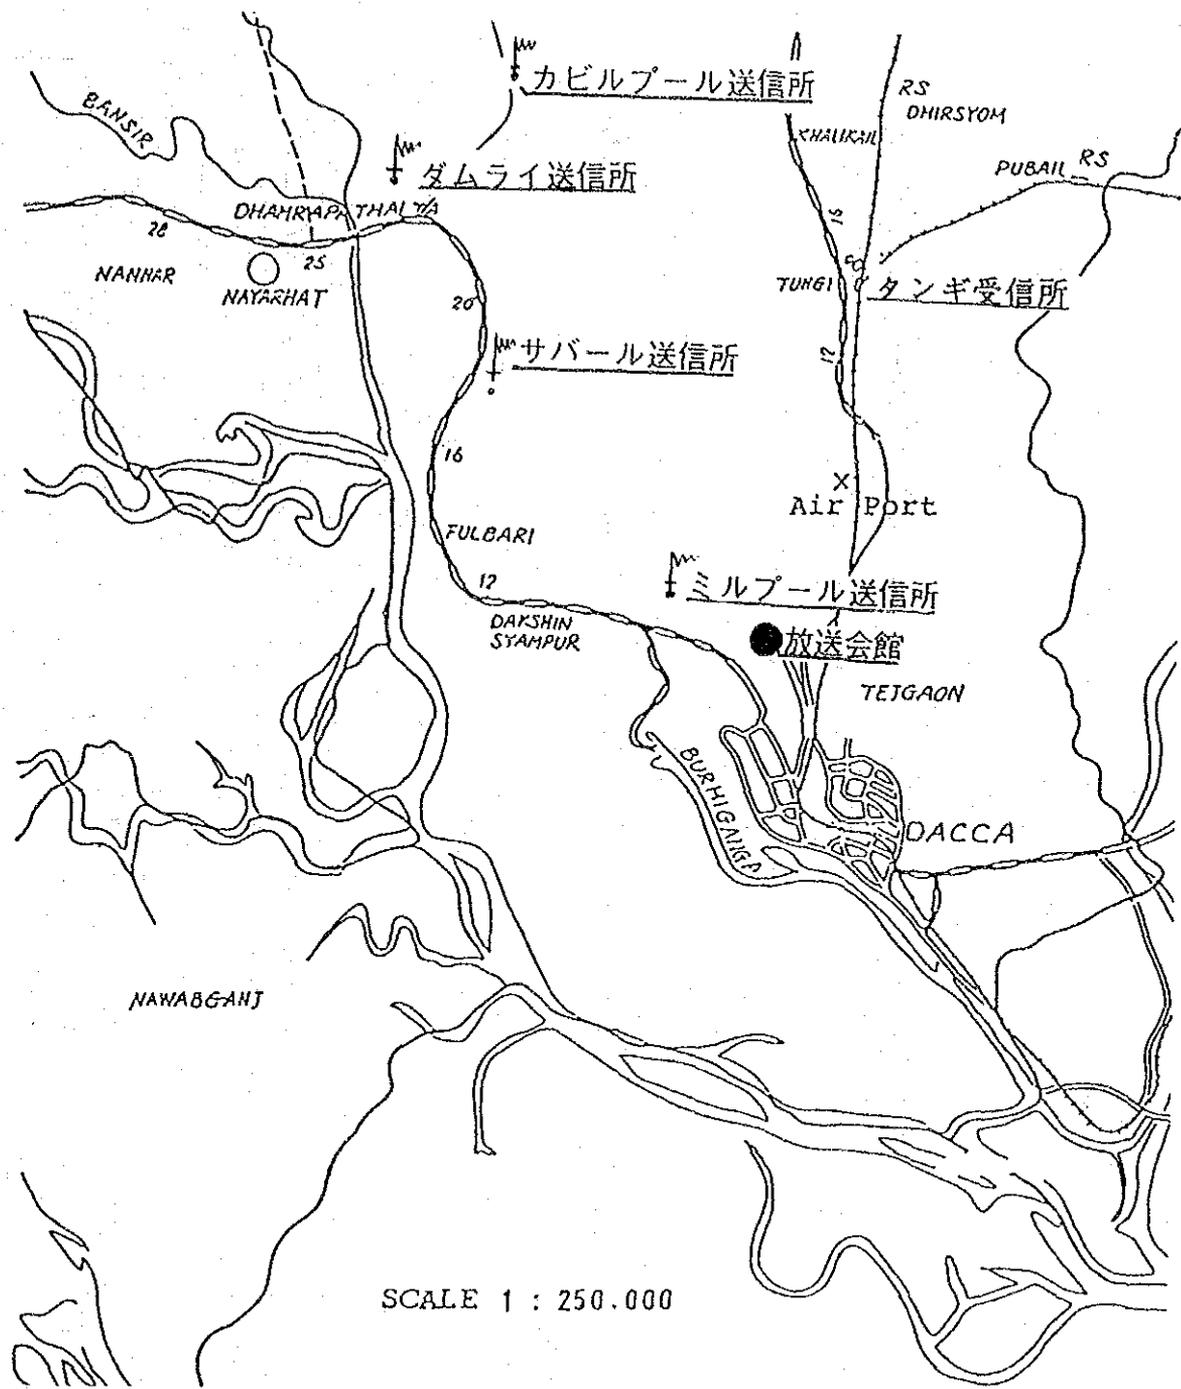 カビルプール送信所
RS
DHIRSYOM
BANSIR
KHALIKAIL
ダムライ送信所
PUBAIL RS
DHAMRAPATHALIA
16
28
25
NANHAR
NAYARHAT
20
TUNGI
タンギ受信所
サバール送信所
12
16
X
Air Port
FULBARI
12
ミルプール送信所
DAKSHIN
SYAMPUR
放送会館
TEJGAON
BURHIGANGA
DACCA
NAWABGANJ
SCALE 1 : 250.000